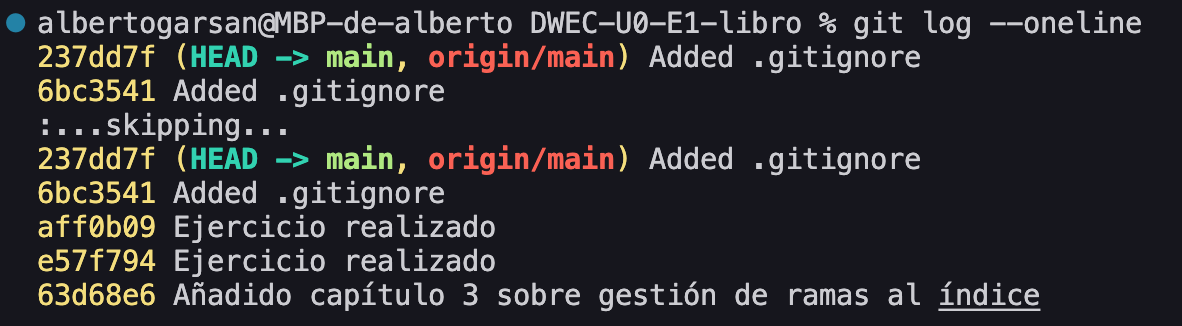 albertogarsan@MBP-de-alberto DWEC-U0-E1-libro % git log --oneline
237dd7f (HEAD -> main, origin/main) Added .gitignore
6bc3541 Added .gitignore
:...skipping...
237dd7f (HEAD -> main, origin/main) Added .gitignore
6bc3541 Added .gitignore
aff0b09 Ejercicio realizado
e57f794 Ejercicio realizado
63d68e6 Añadido capítulo 3 sobre gestión de ramas al índice